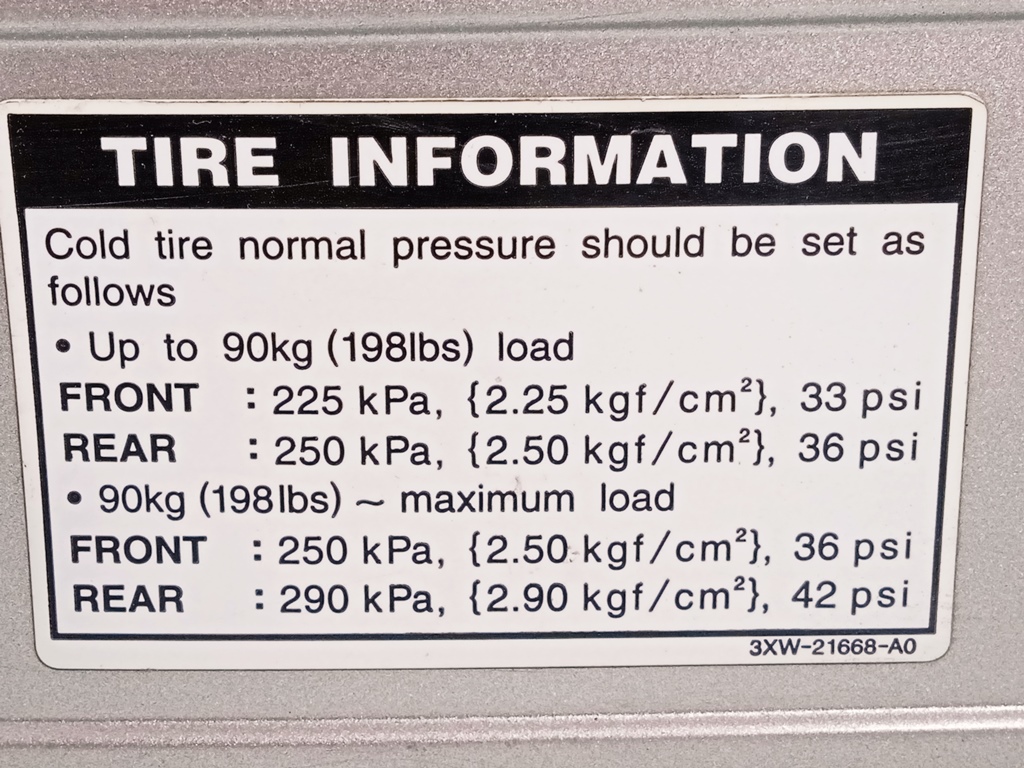 TIRE INFORMATION
Cold tire normal pressure should be set as
follows
• Up to 90kg (198lbs) load
FRONT : 225 kPa, {2.25 kgf/cm²}, 33 psi
REAR : 250 kPa, {2.50 kgf/cm²}, 36 psi
• 90kg (198lbs) ~ maximum load
FRONT : 250 kPa, {2.50 kgf/cm²}, 36 psi
REAR : 290 kPa, {2.90 kgf/cm²}, 42 psi
3XW-21668-A0